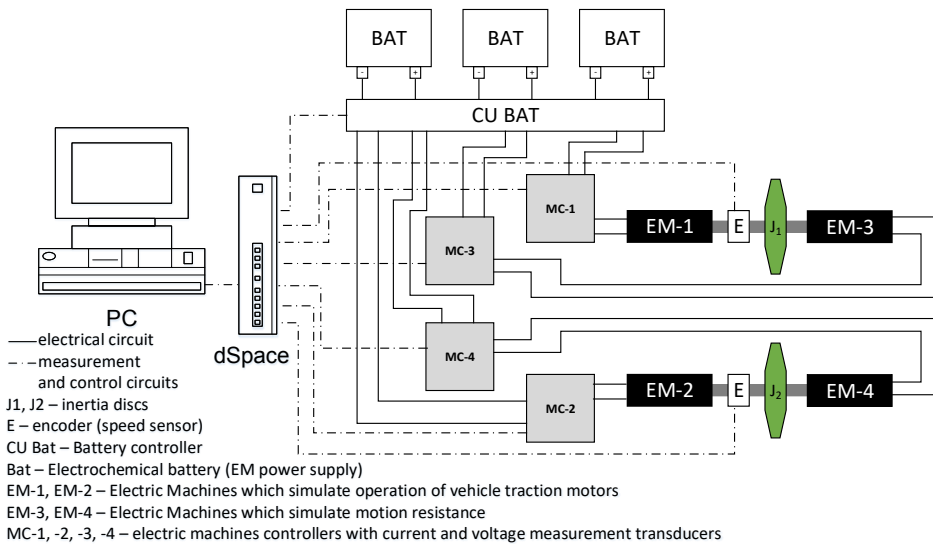 BAT BAT BAT
- + - + - +
CU BAT
MC-1
EM-1 E J1 EM-3
MC-3
PC
dSpace
MC-4
EM-2 E J2 EM-4
MC-2
electrical circuit
measurement
and control circuits
J1, J2 – inertia discs
E – encoder (speed sensor)
CU Bat – Battery controller
Bat – Electrochemical battery (EM power supply)
EM-1, EM-2 – Electric Machines which simulate operation of vehicle traction motors
EM-3, EM-4 – Electric Machines which simulate motion resistance
MC-1, -2, -3, -4 – electric machines controllers with current and voltage measurement transducers